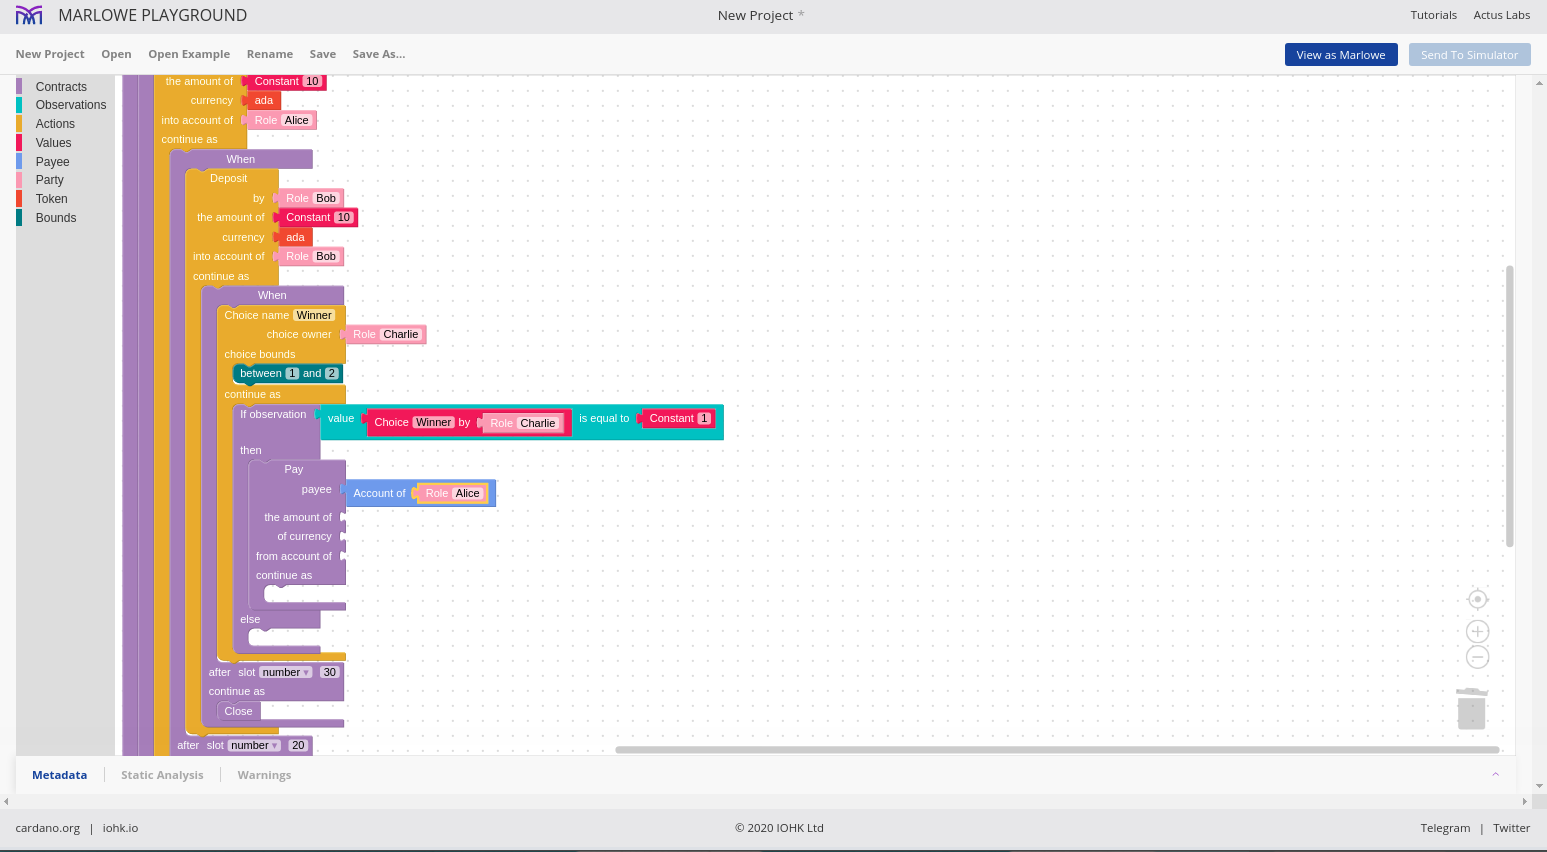 MARLOWE PLAYGROUND
New Project *
Tutorials Actus Labs
New Project Open Open Example Rename Save Save As...
View as Marlowe Send To Simulator
Contracts
Observations
Actions
Values
Payee
Party
Token
Bounds
the amount of Constant 10
currency ada
into account of Role Alice
continue as
When
Deposit
by Role Bob
the amount of Constant 10
currency ada
into account of Role Bob
continue as
When
Choice name Winner
choice owner Role Charlie
choice bounds
between 1 and 2
continue as
If observation value Choice Winner by Role Charlie is equal to Constant 1
then
Pay
payee Account of Role Alice
the amount of
of currency
from account of
continue as
else
after slot number 30
continue as
Close
after slot number 20
Metadata Static Analysis Warnings
cardano.org | iohk.io
© 2020 IOHK Ltd
Telegram | Twitter